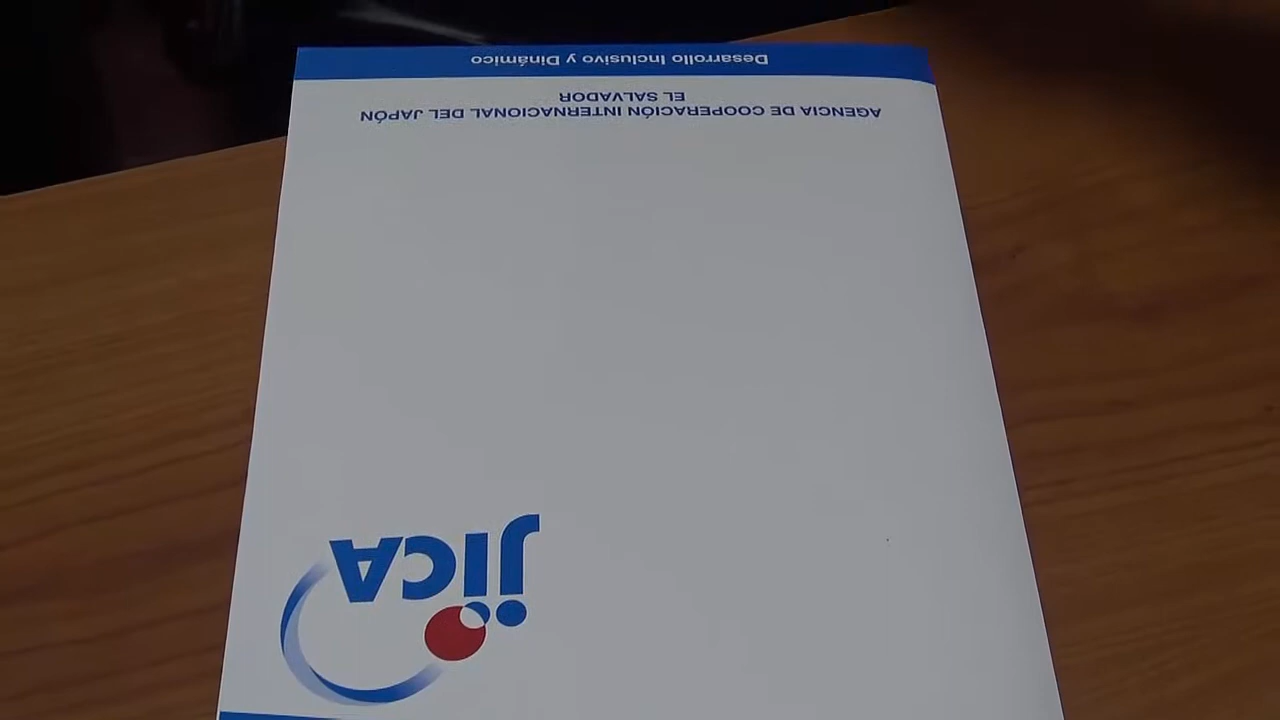 jICA
AGENCIA DE COOPERACIÓN INTERNACIONAL DEL JAPÓN
EL SALVADOR
Desarrollo Inclusivo y Dinámico